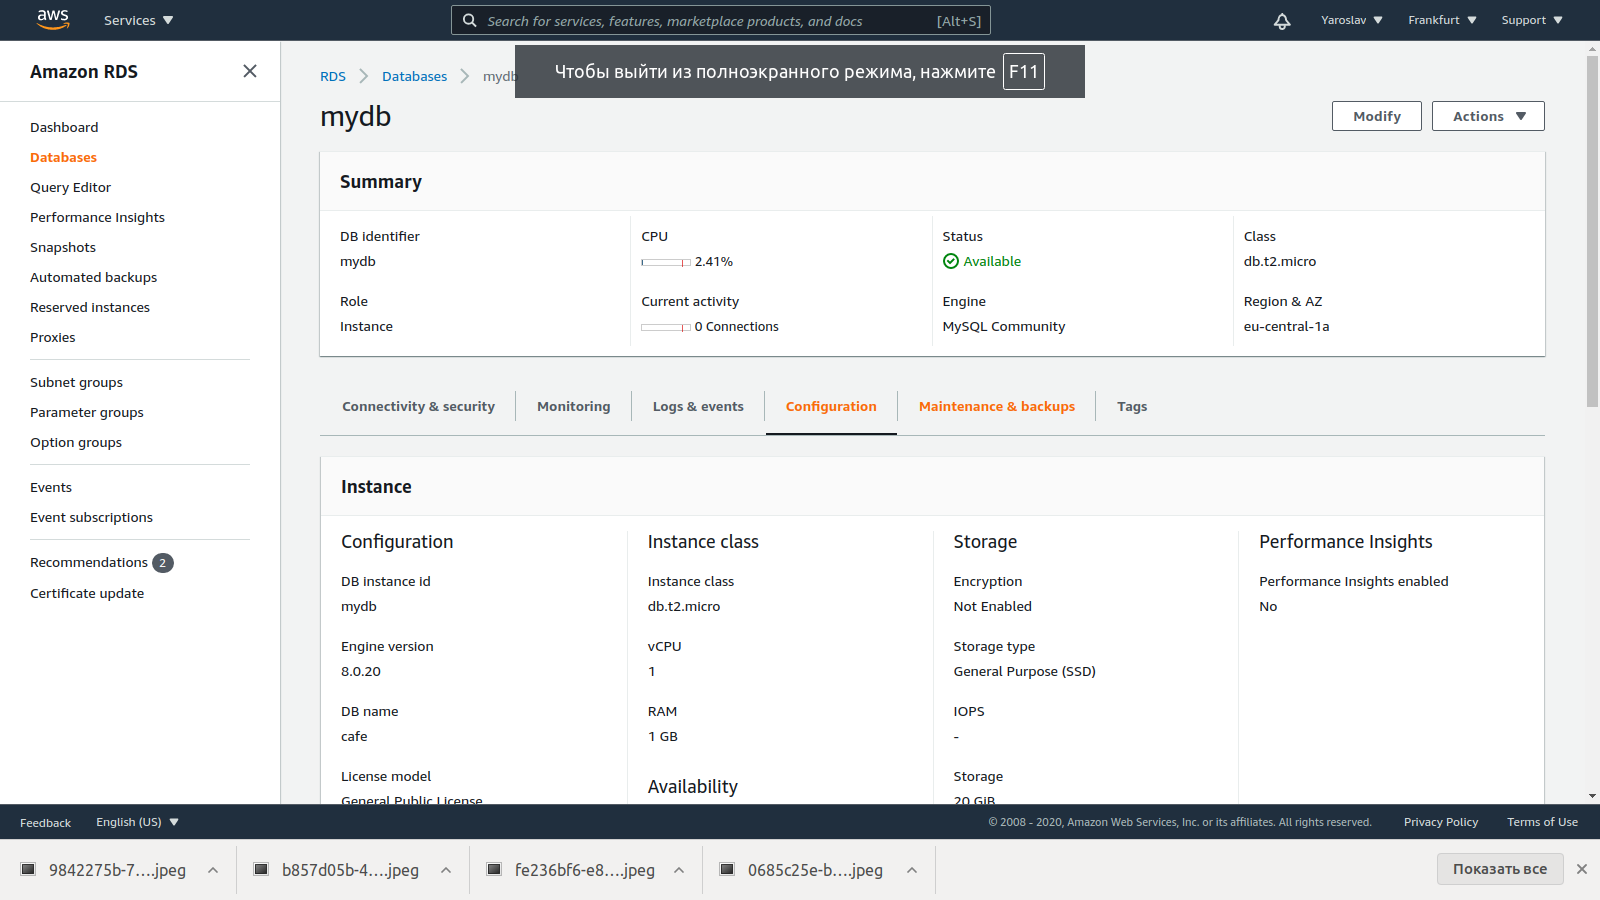 aws
Services
Search for services, features, marketplace products, and docs [Alt+S]
Yaroslav
Frankfurt
Support
Amazon RDS
Dashboard
Databases
Query Editor
Performance Insights
Snapshots
Automated backups
Reserved instances
Proxies
Subnet groups
Parameter groups
Option groups
Events
Event subscriptions
Recommendations 2
Certificate update
RDS
Databases
mydb
Чтобы выйти из полноэкранного режима, нажмите F11
mydb
Modify
Actions
Summary
DB identifier
mydb
CPU
2.41%
Status
Available
Class
db.t2.micro
Role
Instance
Current activity
0 Connections
Engine
MySQL Community
Region & AZ
eu-central-1a
Connectivity & security
Monitoring
Logs & events
Configuration
Maintenance & backups
Tags
Instance
Configuration
DB instance id
mydb
Engine version
8.0.20
DB name
cafe
License model
General Public License
Instance class
Instance class
db.t2.micro
vCPU
1
RAM
1 GB
Availability
Storage
Encryption
Not Enabled
Storage type
General Purpose (SSD)
IOPS
-
Storage
20 GiB
Performance Insights
Performance Insights enabled
No
Feedback
English (US)
© 2008 - 2020, Amazon Web Services, Inc. or its affiliates. All rights reserved.
Privacy Policy
Terms of Use
9842275b-7....jpeg
b857d05b-4....jpeg
fe236bf6-e8....jpeg
0685c25e-b....jpeg
Показать все